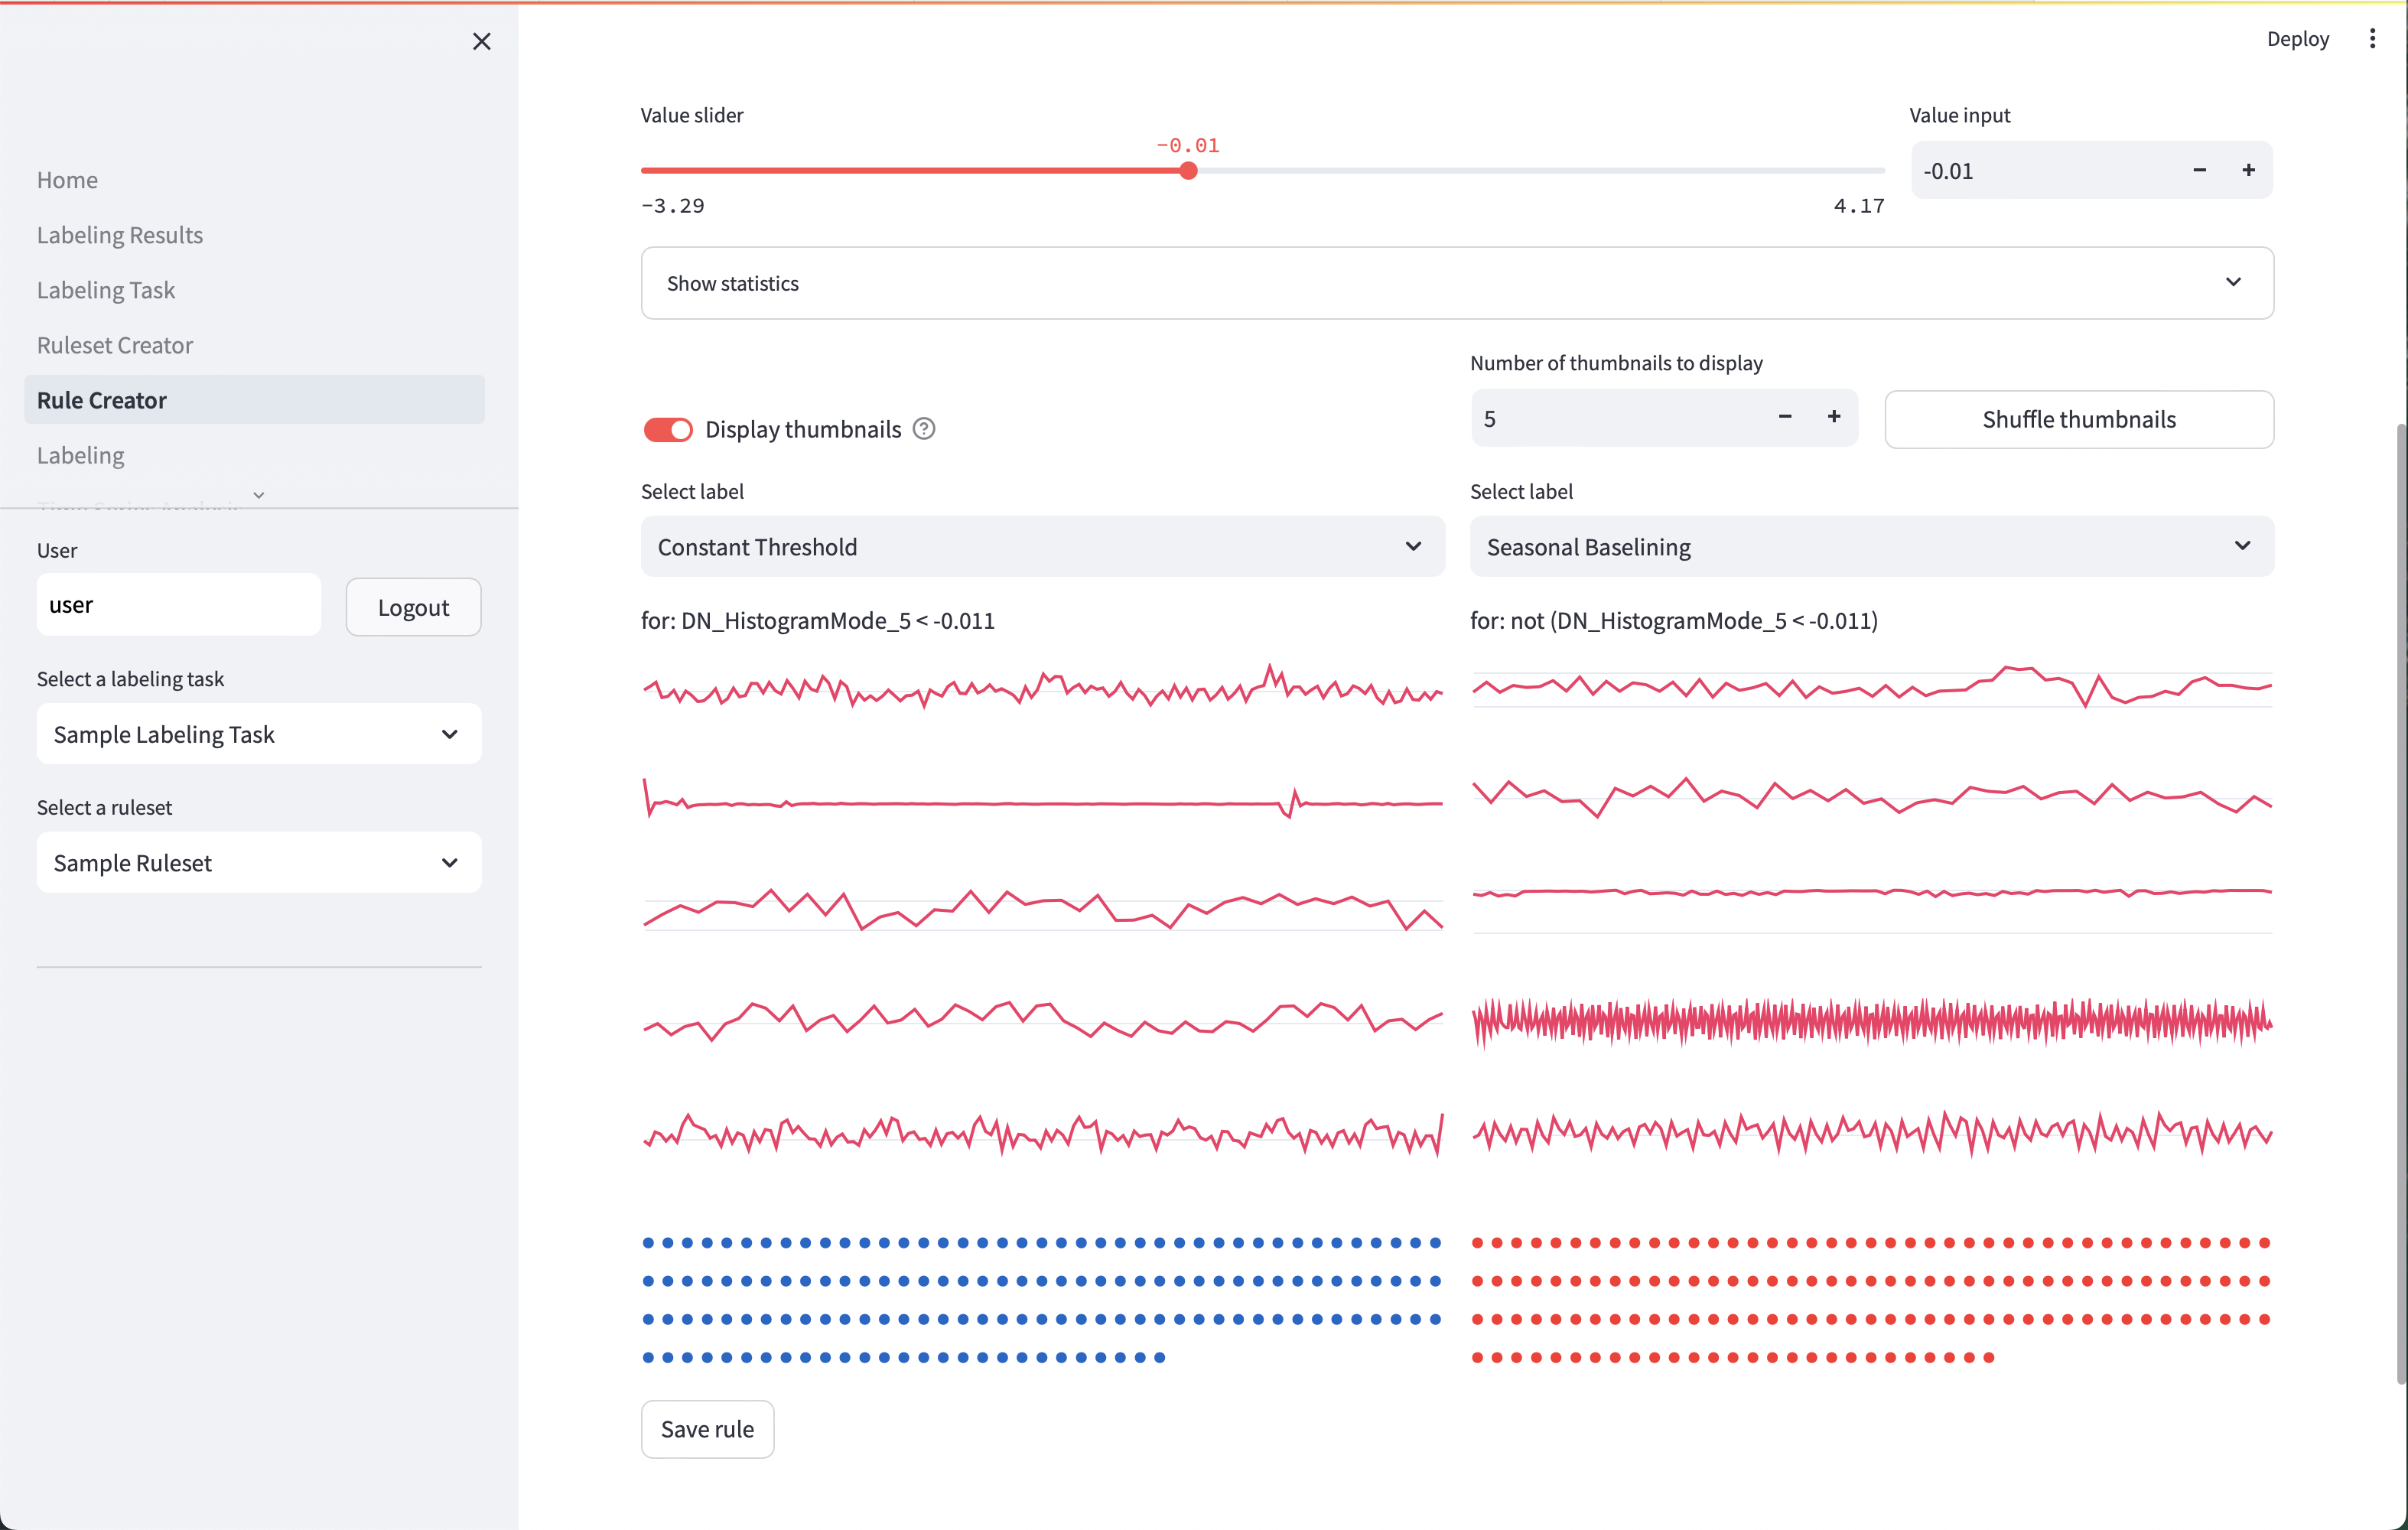 Deploy
Home
Labeling Results
Labeling Task
Ruleset Creator
Rule Creator
Labeling
User
user
Logout
Select a labeling task
Sample Labeling Task
Select a ruleset
Sample Ruleset
Value slider
-0.01
-3.29
4.17
Value input
-0.01
Show statistics
Display thumbnails
Number of thumbnails to display
5
Shuffle thumbnails
Select label
Constant Threshold
Select label
Seasonal Baselining
for: DN_HistogramMode_5 < -0.011
for: not (DN_HistogramMode_5 < -0.011)
Save rule